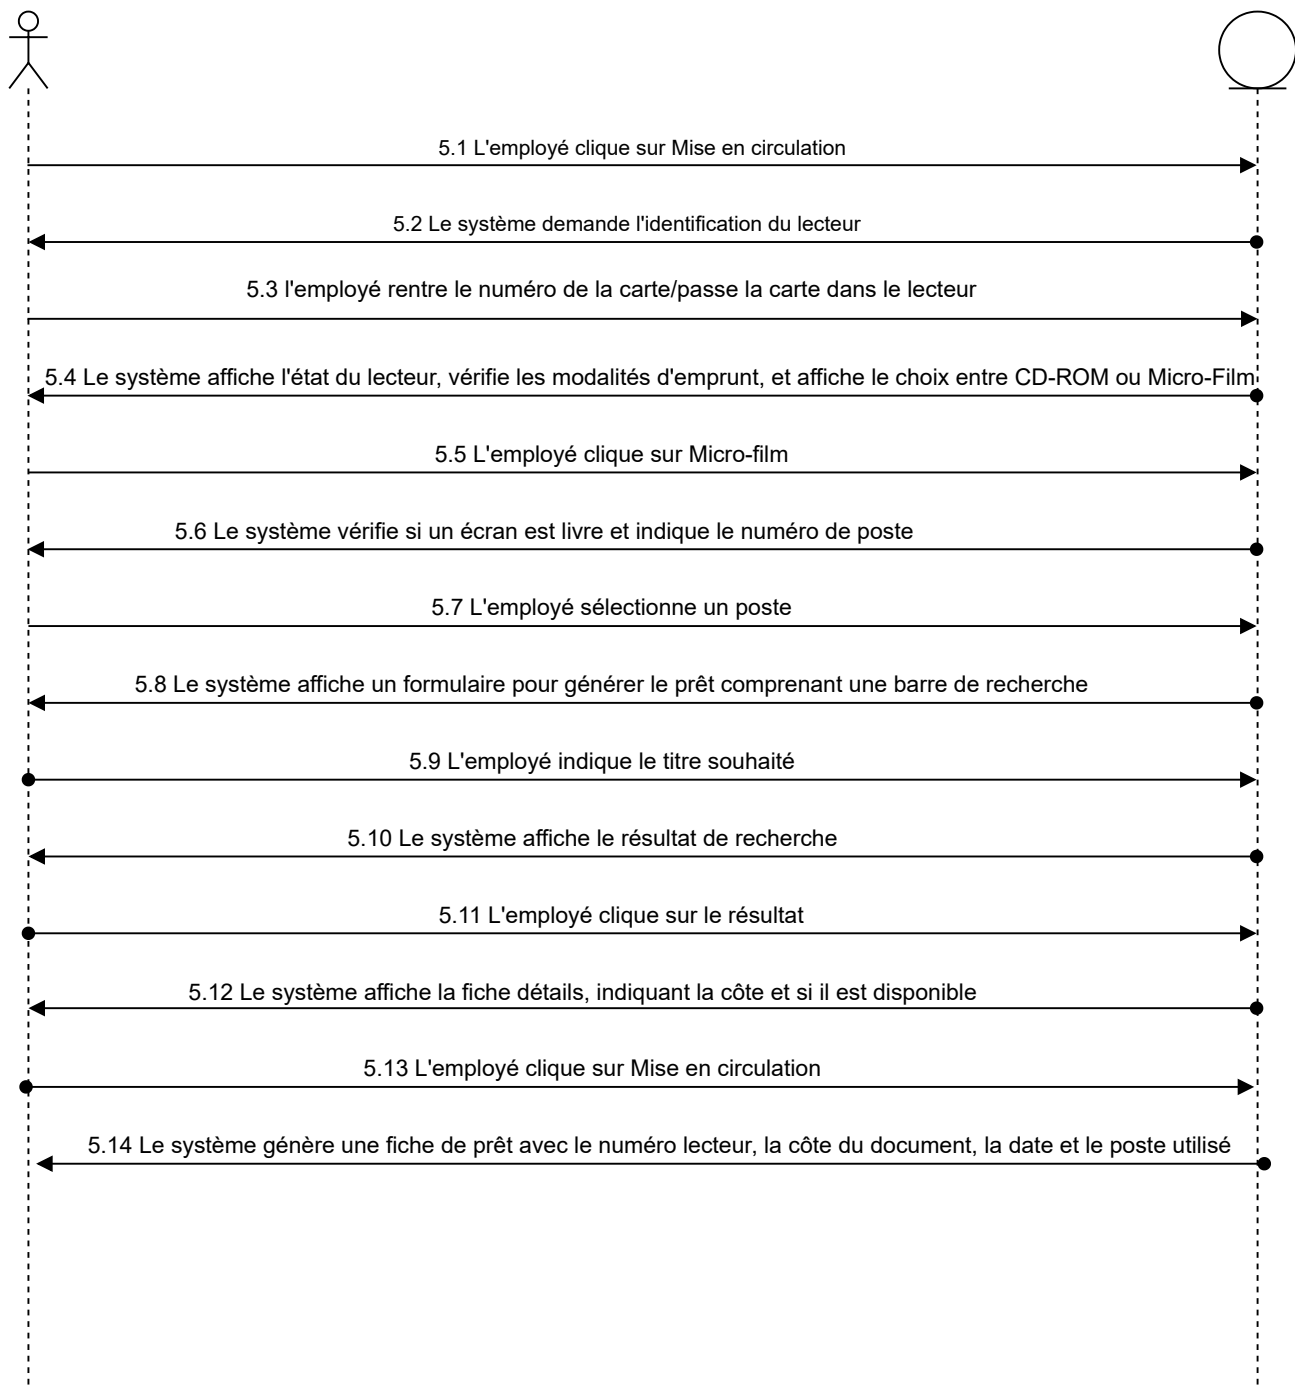 5.1 L'employé clique sur Mise en circulation
5.2 Le système demande l'identification du lecteur
5.3 l'employé rentre le numéro de la carte/passe la carte dans le lecteur
5.4 Le système affiche l'état du lecteur, vérifie les modalités d'emprunt, et affiche le choix entre CD-ROM ou Micro-Film
5.5 L'employé clique sur Micro-film
5.6 Le système vérifie si un écran est livre et indique le numéro de poste
5.7 L'employé sélectionne un poste
5.8 Le système affiche un formulaire pour générer le prêt comprenant une barre de recherche
5.9 L'employé indique le titre souhaité
5.10 Le système affiche le résultat de recherche
5.11 L'employé clique sur le résultat
5.12 Le système affiche la fiche détails, indiquant la côte et si il est disponible
5.13 L'employé clique sur Mise en circulation
5.14 Le système génère une fiche de prêt avec le numéro lecteur, la côte du document, la date et le poste utilisé